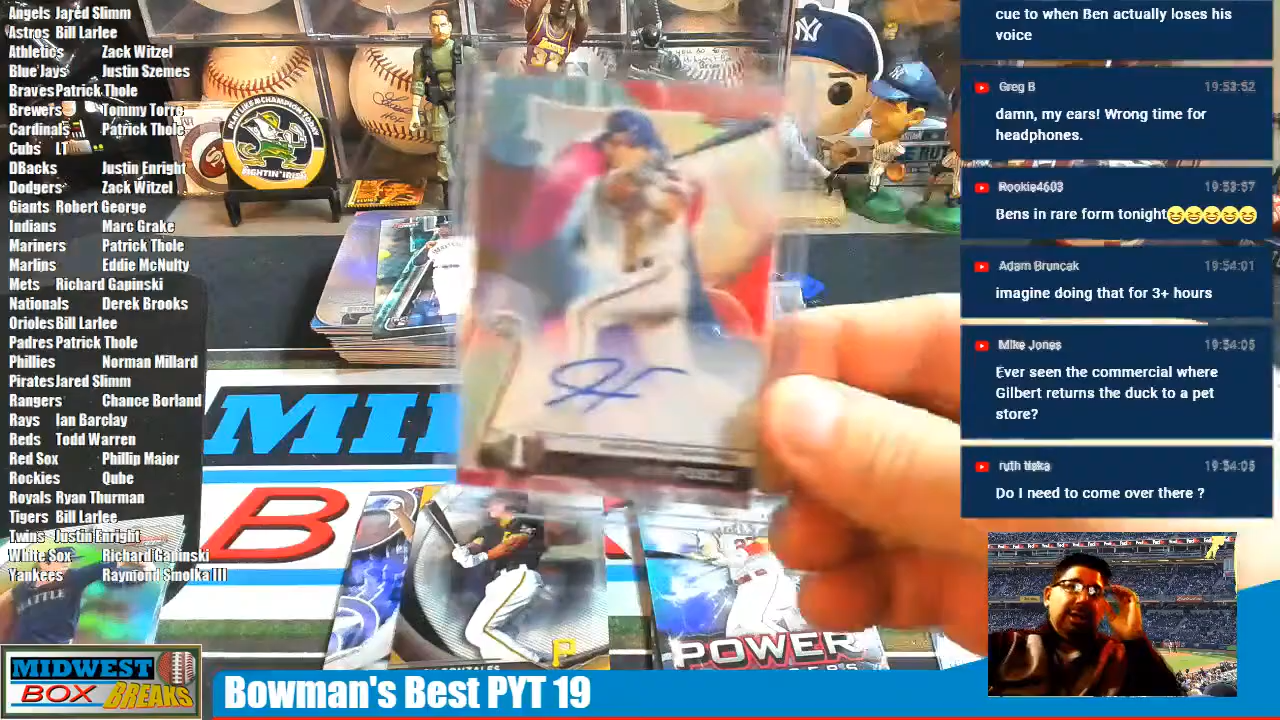 Angels Jared Slimm
Astros Bill Larlee
Athletics Zack Witzel
Blue Jays Justin Szemes
Braves Patrick Thole
Brewers Tommy Torre
Cardinals Patrick Thole
Cubs LT
DBacks Justin Enright
Dodgers Zack Witzel
Giants Robert George
Indians Marc Grake
Mariners Patrick Thole
Marlins Eddie McNulty
Mets Richard Gapinski
Nationals Derek Brooks
Orioles Bill Larlee
Padres Patrick Thole
Phillies Norman Millard
Pirates Jared Slimm
Rangers Chance Borland
Rays Ian Barclay
Reds Todd Warren
Red Sox Phillip Major
Rockies Qube
Royals Ryan Thurman
Tigers Bill Larlee
Twins Justin Enright
White Sox Richard Gapinski
Yankees Raymond Smolka III
PLAY LIKE A CHAMPION TODAY
FIGHTIN' IRISH
MI
B
P
POWER
MIDWEST
BOX BREAKS
Bowman's Best PYT 19
cue to when Ben actually loses his
voice
Greg B 19:53:52
damn, my ears! Wrong time for
headphones.
Rookie4603 19:53:57
Bens in rare form tonight😆😆😆😆😆
Adam Bruncak 19:54:01
imagine doing that for 3+ hours
Mike Jones 19:54:05
Ever seen the commercial where
Gilbert returns the duck to a pet
store?
ruth tiska 19:54:05
Do I need to come over there ?